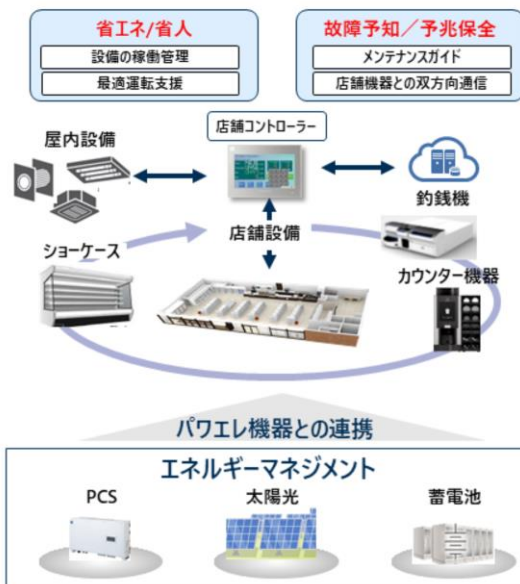 省エネ/省人
設備の稼働管理
最適運転支援
故障予知／予兆保全
メンテナンスガイド
店舗機器との双方向通信
店舗コントローラー
屋内設備
釣銭機
店舗設備
ショーケース
カウンター機器
パワエレ機器との連携
エネルギーマネジメント
PCS
太陽光
蓄電池